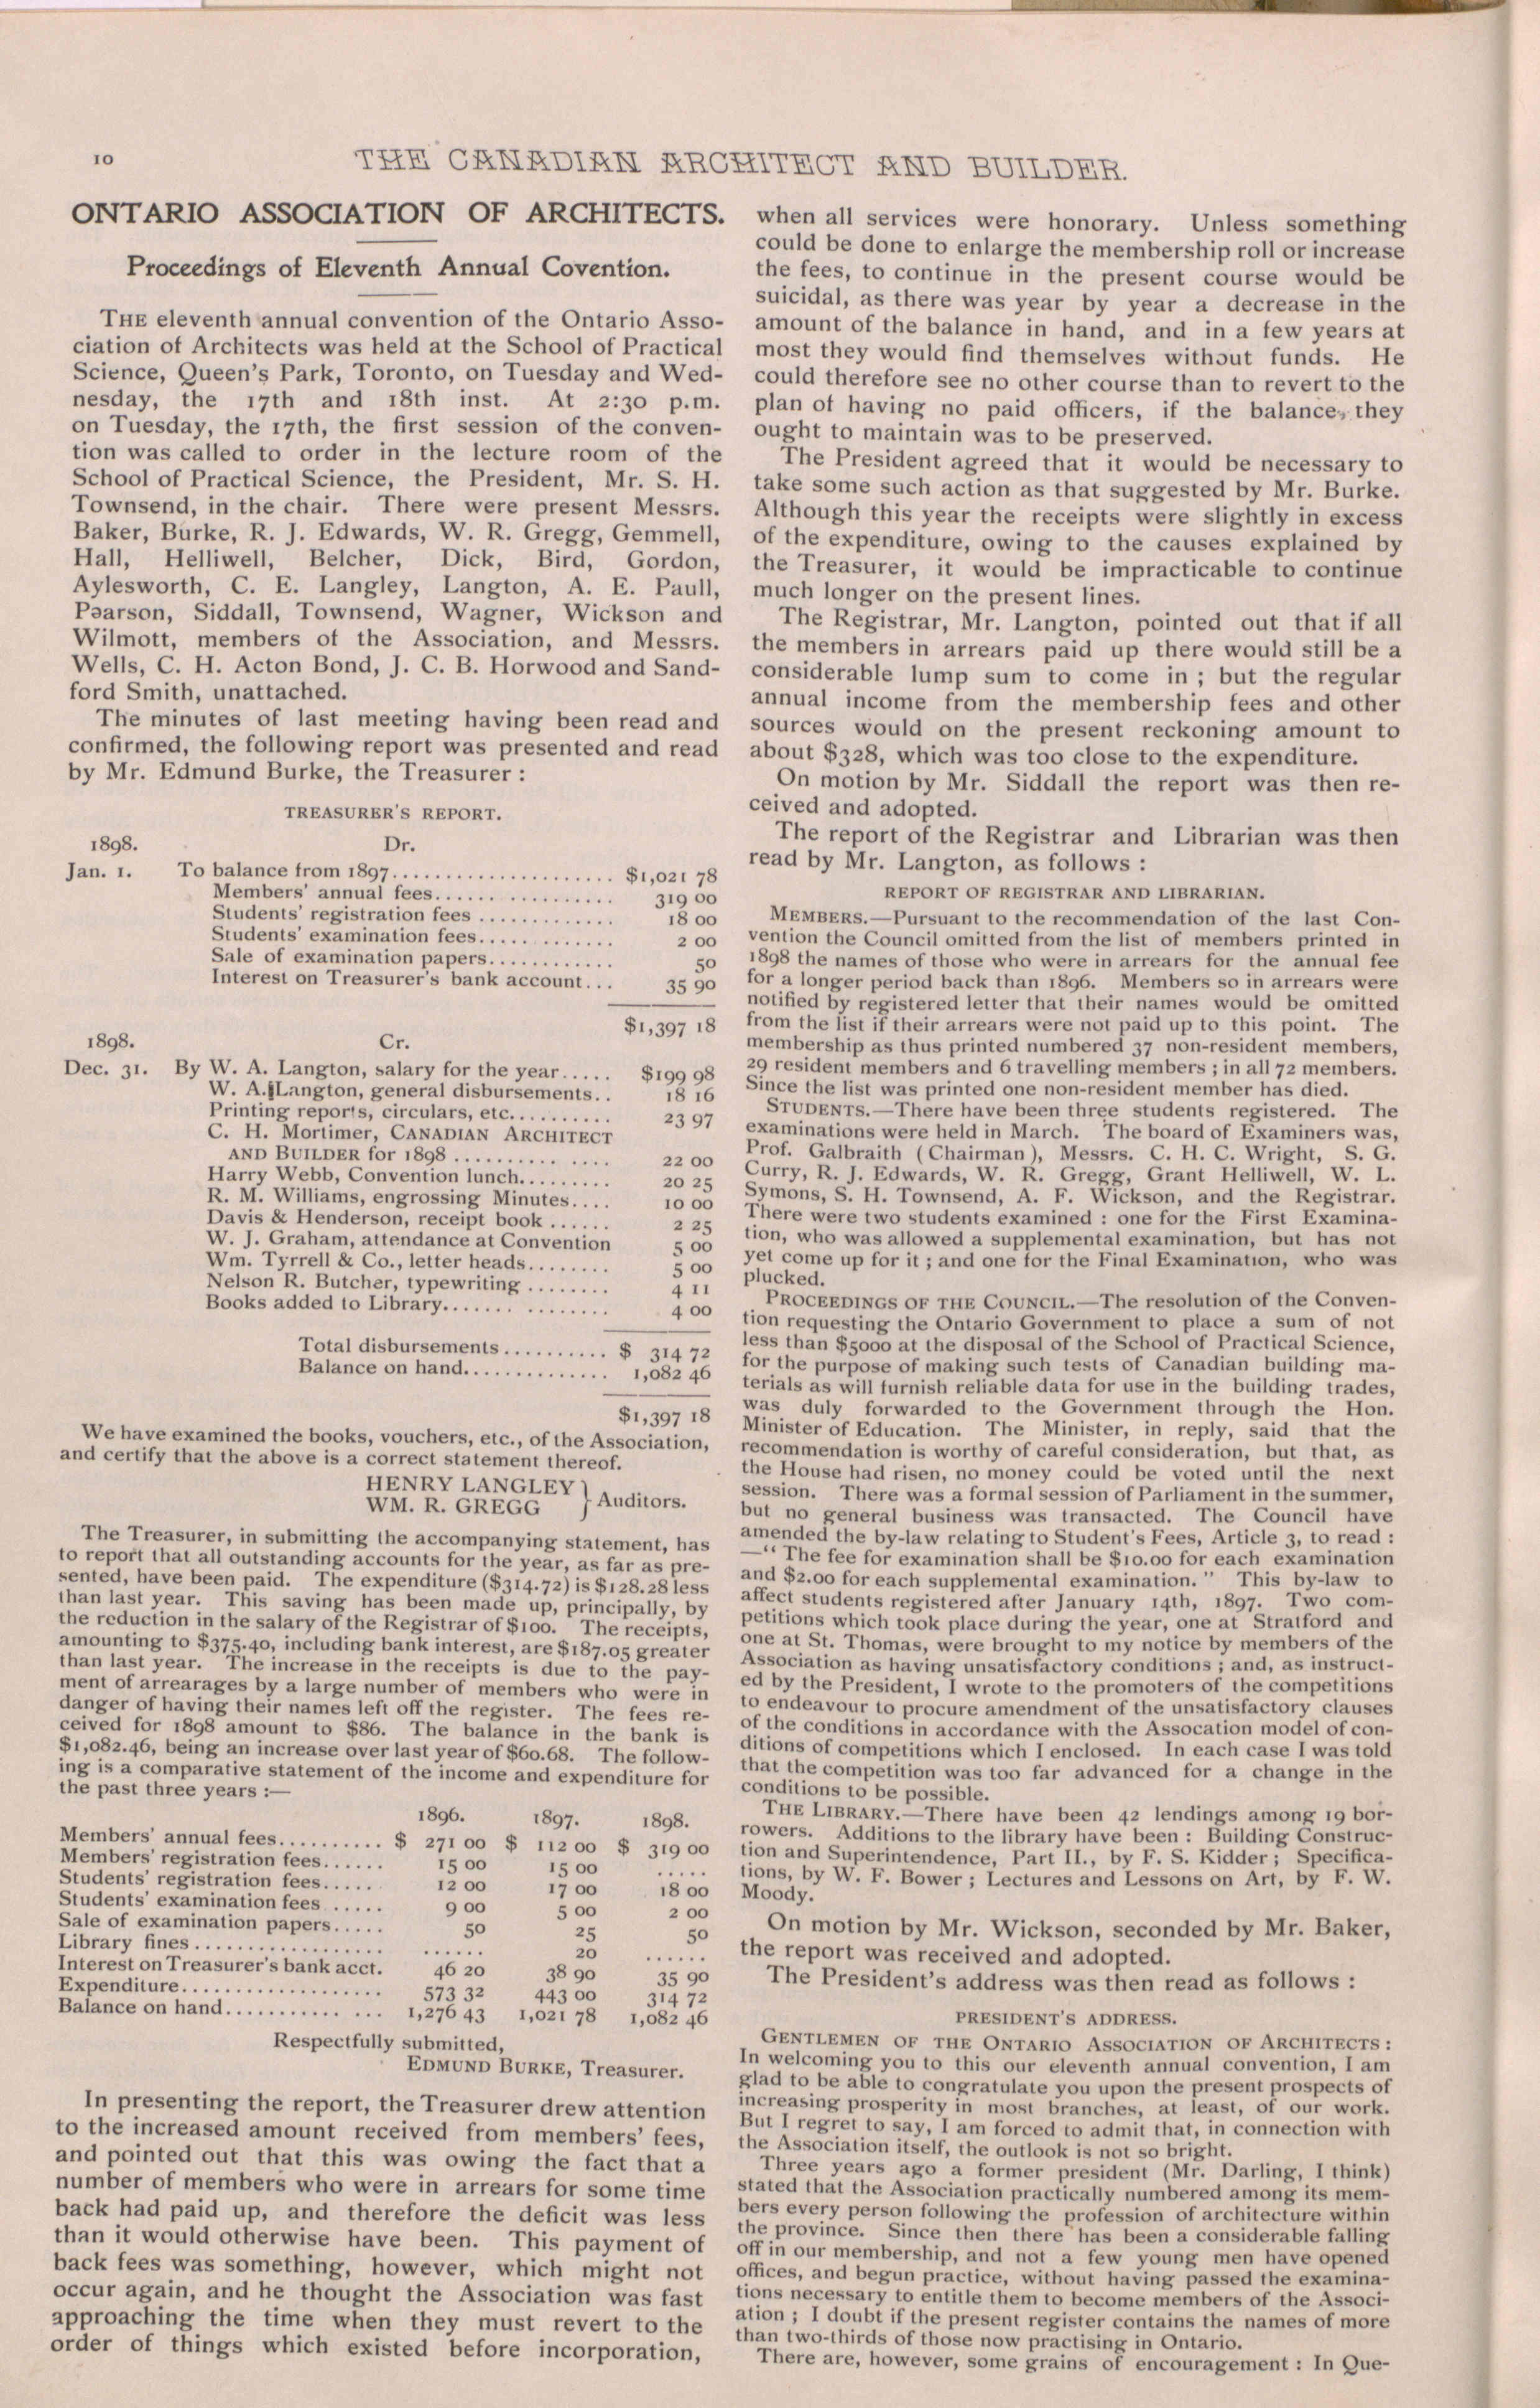 10
THE CANADIAN ARCHITECT AND BUILDER.
ONTARIO ASSOCIATION OF ARCHITECTS.
Proceedings of Eleventh Annual Covention.
THE eleventh annual convention of the Ontario Asso-
ciation of Architects was held at the School of Practical
Science, Queen's Park, Toronto, on Tuesday and Wed-
nesday, the 17th and 18th inst. At 2:30 p.m.
on Tuesday, the 17th, the first session of the conven-
tion was called to order in the lecture room of the
School of Practical Science, the President, Mr. S. H.
Townsend, in the chair. There were present Messrs.
Baker, Burke, R. J. Edwards, W. R. Gregg, Gemmell,
Hall, Helliwell, Belcher, Dick, Bird, Gordon,
Aylesworth, C. E. Langley, Langton, A. E. Paull,
Pearson, Siddall, Townsend, Wagner, Wickson and
Wilmott, members of the Association, and Messrs.
Wells, C. H. Acton Bond, J. C. B. Horwood and Sand-
ford Smith, unattached.
The minutes of last meeting having been read and
confirmed, the following report was presented and read
by Mr. Edmund Burke, the Treasurer :
TREASURER'S REPORT.
1898. Dr.
Jan. 1. To balance from 1897..................... $1,021 78
Members' annual fees................. 319 00
Students' registration fees ............. 18 00
Students' examination fees............. 2 00
Sale of examination papers............ 50
Interest on Treasurer's bank account... 35 90
$1,397 18
1898. Cr.
Dec. 31. By W. A. Langton, salary for the year..... $199 98
W. A. Langton, general disbursements.. 18 16
Printing reports, circulars, etc.......... 23 97
C. H. Mortimer, CANADIAN ARCHITECT
AND BUILDER for 1898 .............. 22 00
Harry Webb, Convention lunch......... 20 25
R. M. Williams, engrossing Minutes.... 10 00
Davis & Henderson, receipt book ...... 2 25
W. J. Graham, attendance at Convention 5 00
Wm. Tyrrell & Co., letter heads........ 5 00
Nelson R. Butcher, typewriting ........ 4 11
Books added to Library............... 4 00
Total disbursements.......... $ 314 72
Balance on hand.............. 1,082 46
$1,397 18
We have examined the books, vouchers, etc., of the Association,
and certify that the above is a correct statement thereof.
HENRY LANGLEY
WM. R. GREGG } Auditors.
The Treasurer, in submitting the accompanying statement, has
to report that all outstanding accounts for the year, as far as pre-
sented, have been paid. The expenditure ($314.72) is $128.28 less
than last year. This saving has been made up, principally, by
the reduction in the salary of the Registrar of $100. The receipts,
amounting to $375.40, including bank interest, are $187.05 greater
than last year. The increase in the receipts is due to the pay-
ment of arrearages by a large number of members who were in
danger of having their names left off the register. The fees re-
ceived for 1898 amount to $86. The balance in the bank is
$1,082.46, being an increase over last year of $60.68. The follow-
ing is a comparative statement of the income and expenditure for
the past three years :—
1896. 1897. 1898.
Members' annual fees.......... $ 271 00 $ 112 00 $ 319 00
Members' registration fees...... 15 00 15 00 .....
Students' registration fees...... 12 00 17 00 18 00
Students' examination fees ..... 9 00 5 00 2 00
Sale of examination papers..... 50 25 50
Library fines.................. ...... 20 ......
Interest on Treasurer's bank acct. 46 20 38 90 35 90
Expenditure................... 573 32 443 00 314 72
Balance on hand.............. 1,276 43 1,021 78 1,082 46
Respectfully submitted,
EDMUND BURKE, Treasurer.
In presenting the report, the Treasurer drew attention
to the increased amount received from members' fees,
and pointed out that this was owing the fact that a
number of members who were in arrears for some time
back had paid up, and therefore the deficit was less
than it would otherwise have been. This payment of
back fees was something, however, which might not
occur again, and he thought the Association was fast
approaching the time when they must revert to the
order of things which existed before incorporation,
when all services were honorary. Unless something
could be done to enlarge the membership roll or increase
the fees, to continue in the present course would be
suicidal, as there was year by year a decrease in the
amount of the balance in hand, and in a few years at
most they would find themselves without funds. He
could therefore see no other course than to revert to the
plan of having no paid officers, if the balance, they
ought to maintain was to be preserved.
The President agreed that it would be necessary to
take some such action as that suggested by Mr. Burke.
Although this year the receipts were slightly in excess
of the expenditure, owing to the causes explained by
the Treasurer, it would be impracticable to continue
much longer on the present lines.
The Registrar, Mr. Langton, pointed out that if all
the members in arrears paid up there would still be a
considerable lump sum to come in ; but the regular
annual income from the membership fees and other
sources would on the present reckoning amount to
about $328, which was too close to the expenditure.
On motion by Mr. Siddall the report was then re-
ceived and adopted.
The report of the Registrar and Librarian was then
read by Mr. Langton, as follows :
REPORT OF REGISTRAR AND LIBRARIAN.
MEMBERS.—Pursuant to the recommendation of the last Con-
vention the Council omitted from the list of members printed in
1898 the names of those who were in arrears for the annual fee
for a longer period back than 1896. Members so in arrears were
notified by registered letter that their names would be omitted
from the list if their arrears were not paid up to this point. The
membership as thus printed numbered 37 non-resident members,
29 resident members and 6 travelling members ; in all 72 members.
Since the list was printed one non-resident member has died.
STUDENTS.—There have been three students registered. The
examinations were held in March. The board of Examiners was,
Prof. Galbraith (Chairman), Messrs. C. H. C. Wright, S. G.
Curry, R. J. Edwards, W. R. Gregg, Grant Helliwell, W. L.
Symons, S. H. Townsend, A. F. Wickson, and the Registrar.
There were two students examined : one for the First Examina-
tion, who was allowed a supplemental examination, but has not
yet come up for it ; and one for the Final Examination, who was
plucked.
PROCEEDINGS OF THE COUNCIL.—The resolution of the Conven-
tion requesting the Ontario Government to place a sum of not
less than $5000 at the disposal of the School of Practical Science,
for the purpose of making such tests of Canadian building ma-
terials as will furnish reliable data for use in the building trades,
was duly forwarded to the Government through the Hon.
Minister of Education. The Minister, in reply, said that the
recommendation is worthy of careful consideration, but that, as
the House had risen, no money could be voted until the next
session. There was a formal session of Parliament in the summer,
but no general business was transacted. The Council have
amended the by-law relating to Student's Fees, Article 3, to read :
—" The fee for examination shall be $10.00 for each examination
and $2.00 for each supplemental examination. " This by-law to
affect students registered after January 14th, 1897. Two com-
petitions which took place during the year, one at Stratford and
one at St. Thomas, were brought to my notice by members of the
Association as having unsatisfactory conditions ; and, as instruct-
ed by the President, I wrote to the promoters of the competitions
to endeavour to procure amendment of the unsatisfactory clauses
of the conditions in accordance with the Assocation model of con-
ditions of competitions which I enclosed. In each case I was told
that the competition was too far advanced for a change in the
conditions to be possible.
THE LIBRARY.—There have been 42 lendings among 19 bor-
rowers. Additions to the library have been : Building Construc-
tion and Superintendence, Part II., by F. S. Kidder ; Specifica-
tions, by W. F. Bower ; Lectures and Lessons on Art, by F. W.
Moody.
On motion by Mr. Wickson, seconded by Mr. Baker,
the report was received and adopted.
The President's address was then read as follows :
PRESIDENT'S ADDRESS.
GENTLEMEN OF THE ONTARIO ASSOCIATION OF ARCHITECTS :
In welcoming you to this our eleventh annual convention, I am
glad to be able to congratulate you upon the present prospects of
increasing prosperity in most branches, at least, of our work.
But I regret to say, I am forced to admit that, in connection with
the Association itself, the outlook is not so bright.
Three years ago a former president (Mr. Darling, I think)
stated that the Association practically numbered among its mem-
bers every person following the profession of architecture within
the province. Since then there has been a considerable falling
off in our membership, and not a few young men have opened
offices, and begun practice, without having passed the examina-
tions necessary to entitle them to become members of the Associ-
ation ; I doubt if the present register contains the names of more
than two-thirds of those now practising in Ontario.
There are, however, some grains of encouragement : In Que-